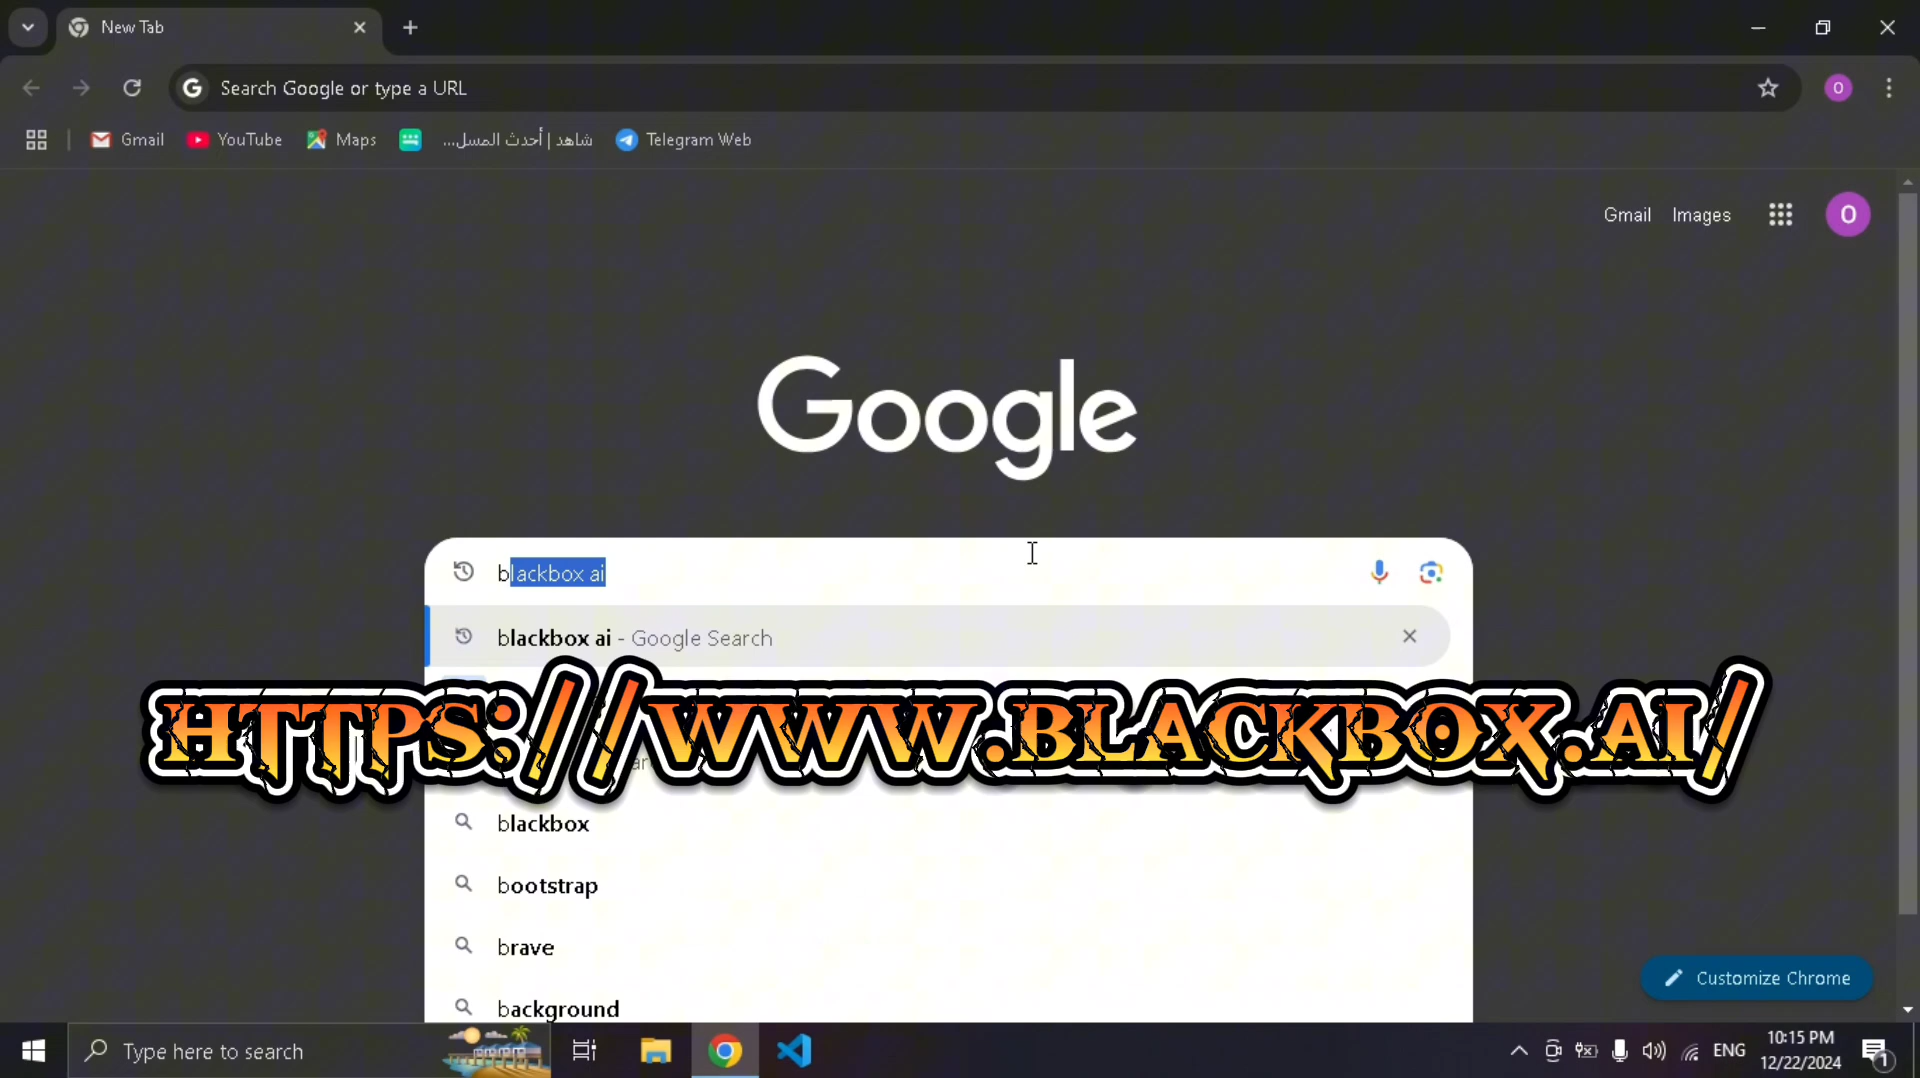 New Tab
Search Google or type a URL
Gmail
YouTube
Maps
شاهد | أحدث المسل...
Telegram Web
Gmail
Images
O
O
Google
blackbox ai
blackbox ai - Google Search
HTTPS://WWW.BLACKBOX.AI/
blackbox
bootstrap
brave
background
Customize Chrome
Type here to search
ENG
10:15 PM
12/22/2024
1